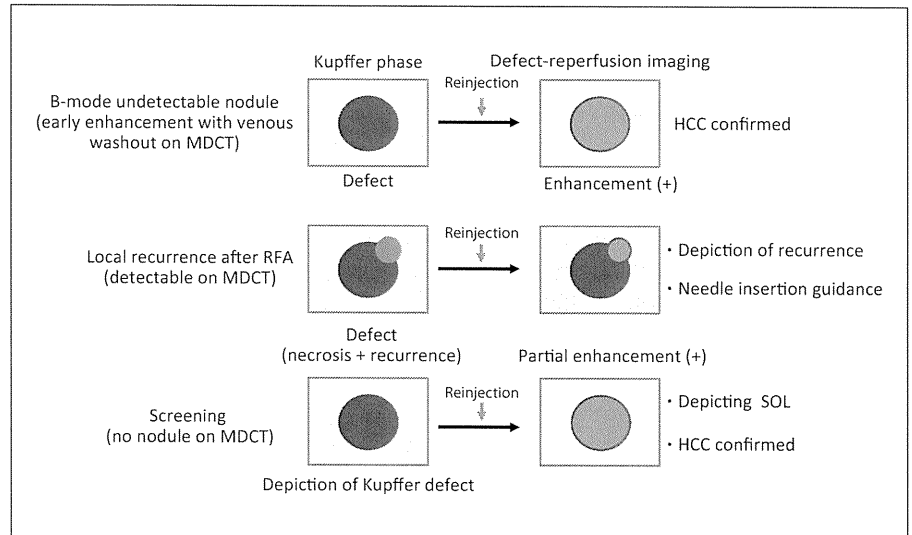 Kupffer phase
Defect-reperfusion imaging
B-mode undetectable nodule
(early enhancement with venous
washout on MDCT)
Reinjection
HCC confirmed
Defect
Enhancement (+)
Local recurrence after RFA
(detectable on MDCT)
Reinjection
· Depiction of recurrence
· Needle insertion guidance
Defect
(necrosis + recurrence)
Partial enhancement (+)
Screening
(no nodule on MDCT)
Reinjection
· Depicting SOL
· HCC confirmed
Depiction of Kupffer defect